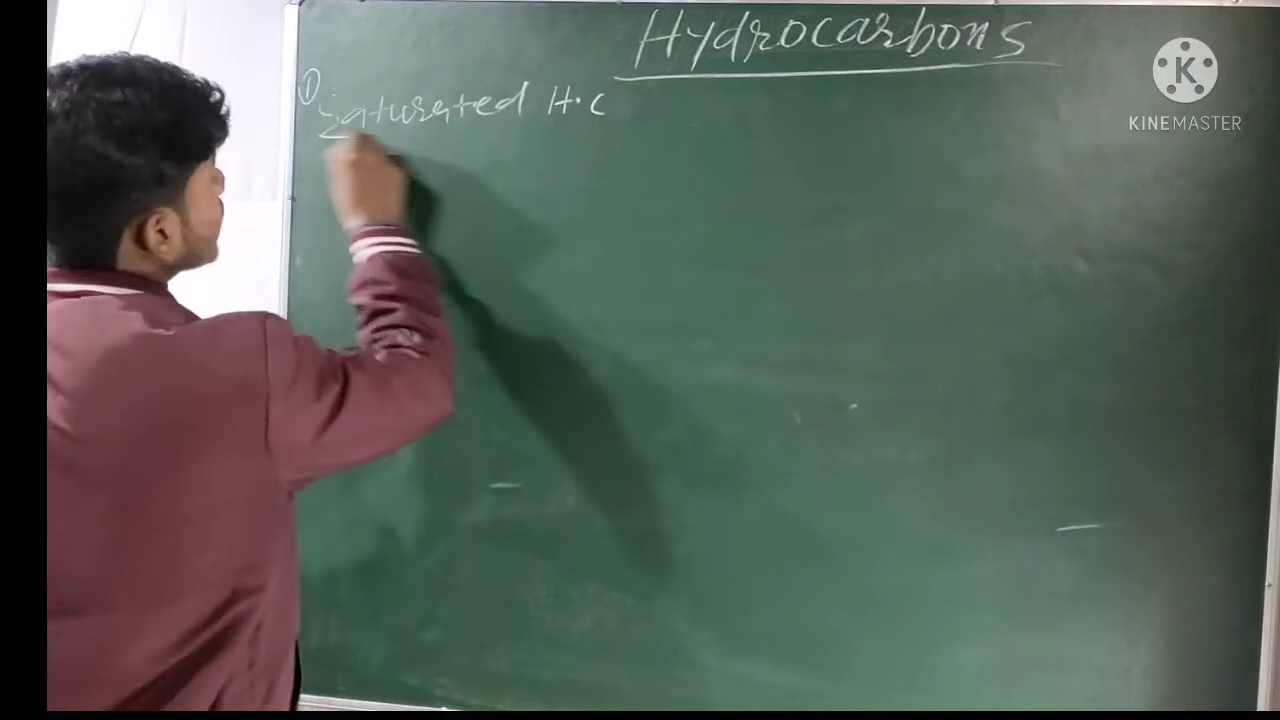 Hydrocarbons
① Saturated H.C
K
KINEMASTER